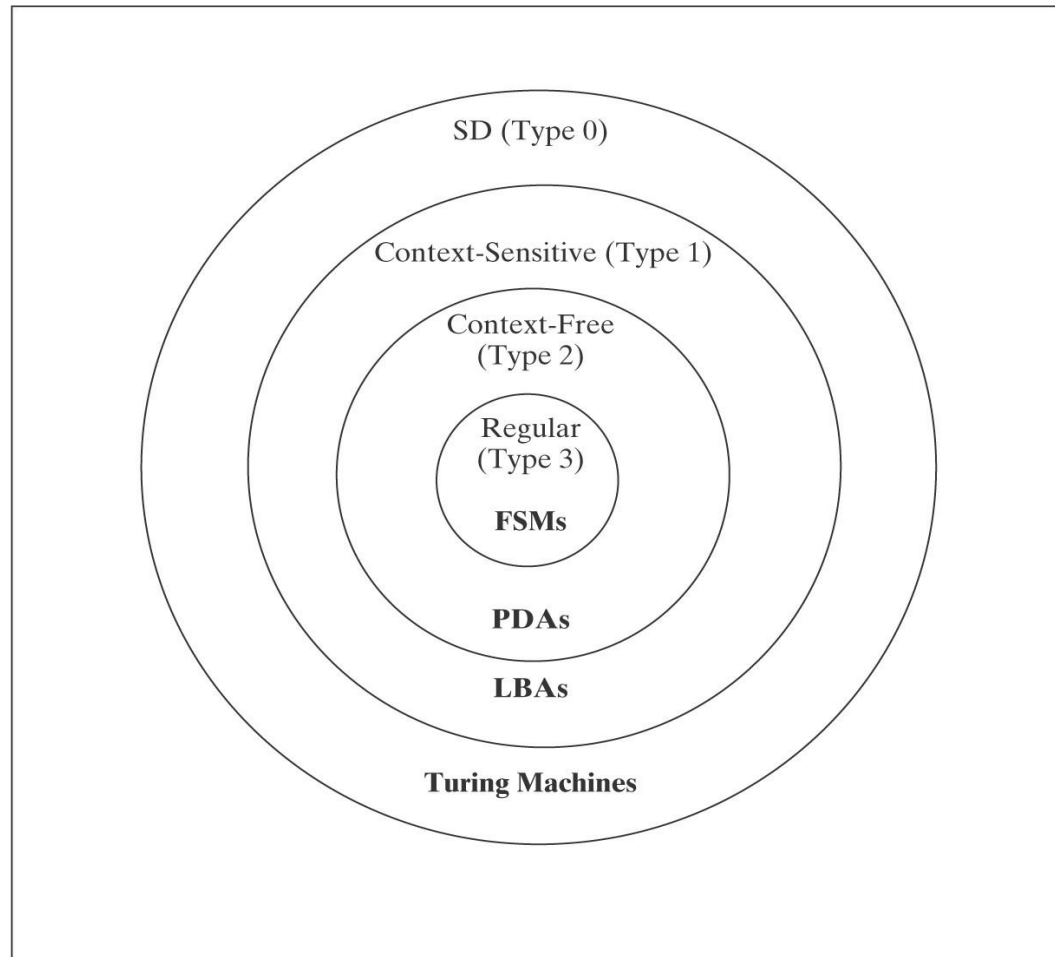 SD (Type 0)
Context-Sensitive (Type 1)
Context-Free
(Type 2)
Regular
(Type 3)
FSMs
PDAs
LBAs
Turing Machines